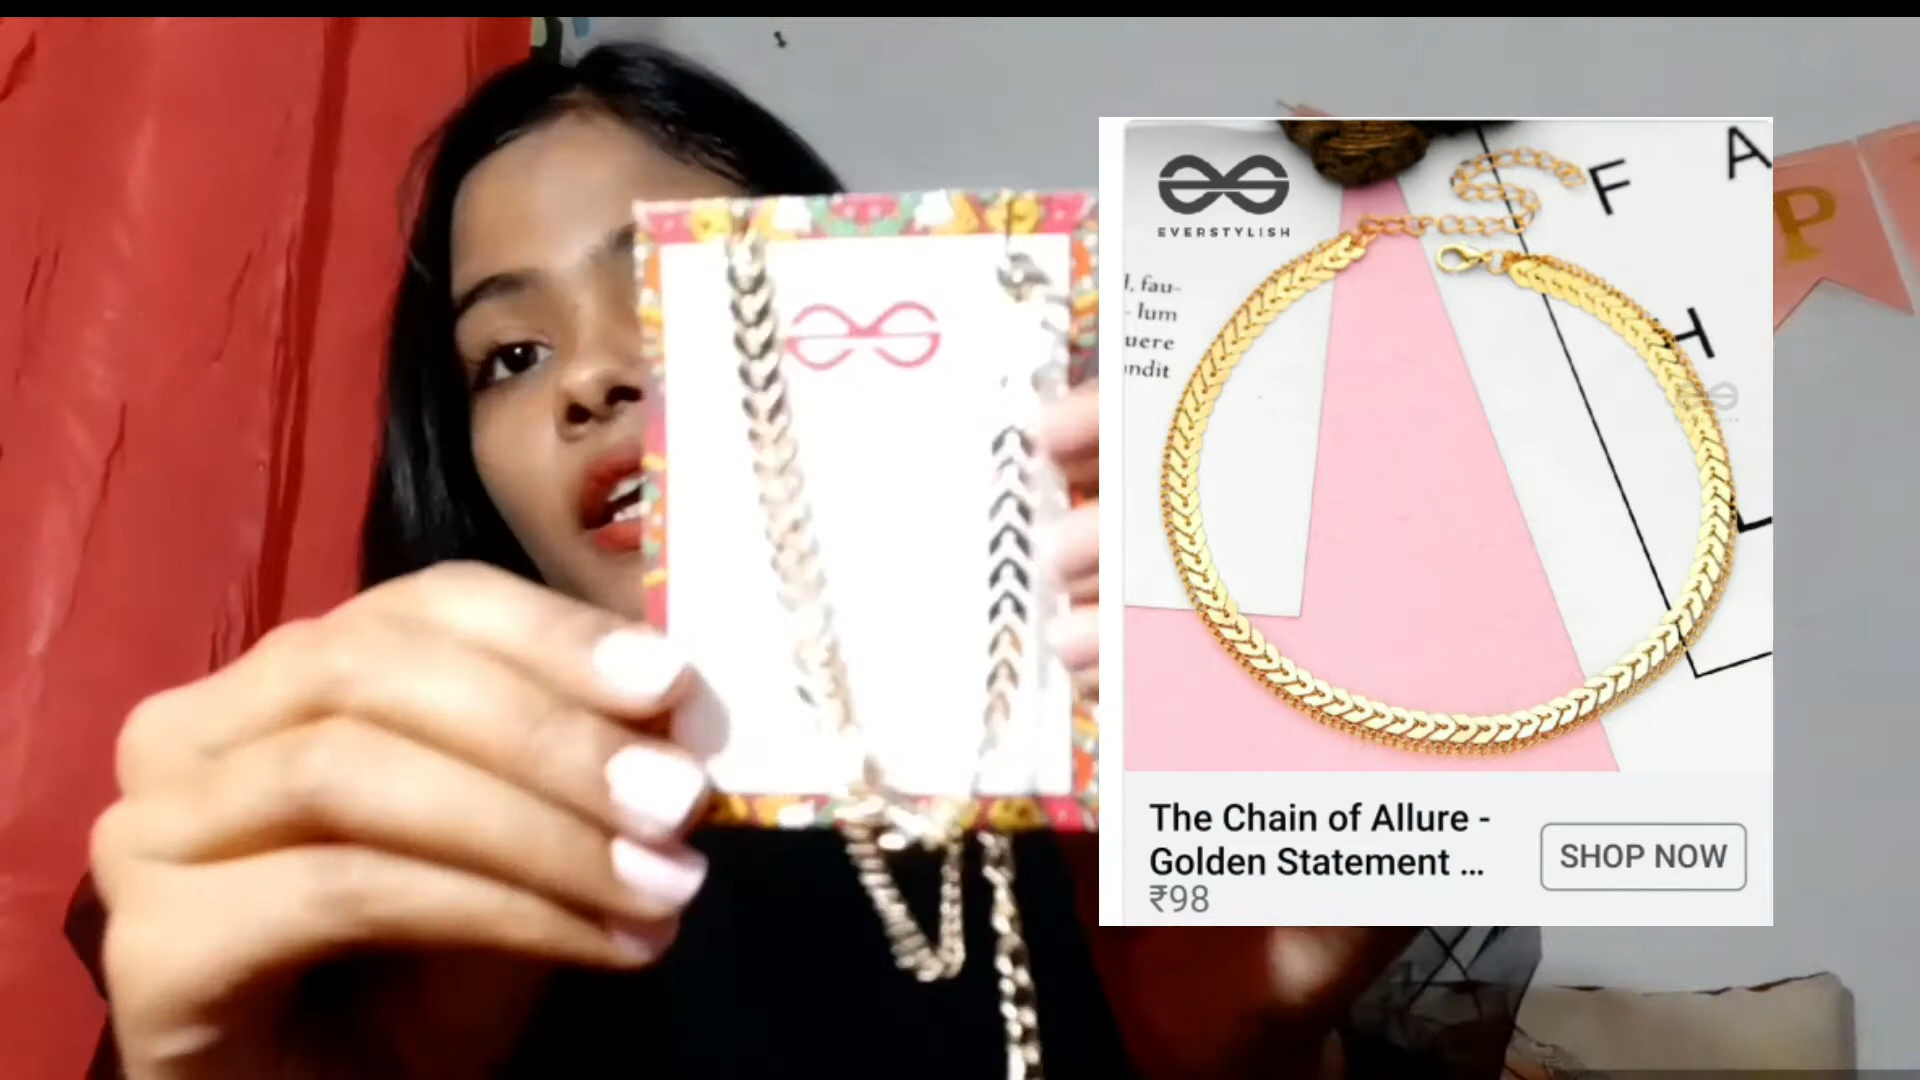 EVERSTYLISH
F A
H
P
l, fau-
- lum
uere
ndit
The Chain of Allure -
Golden Statement ...
SHOP NOW
₹98